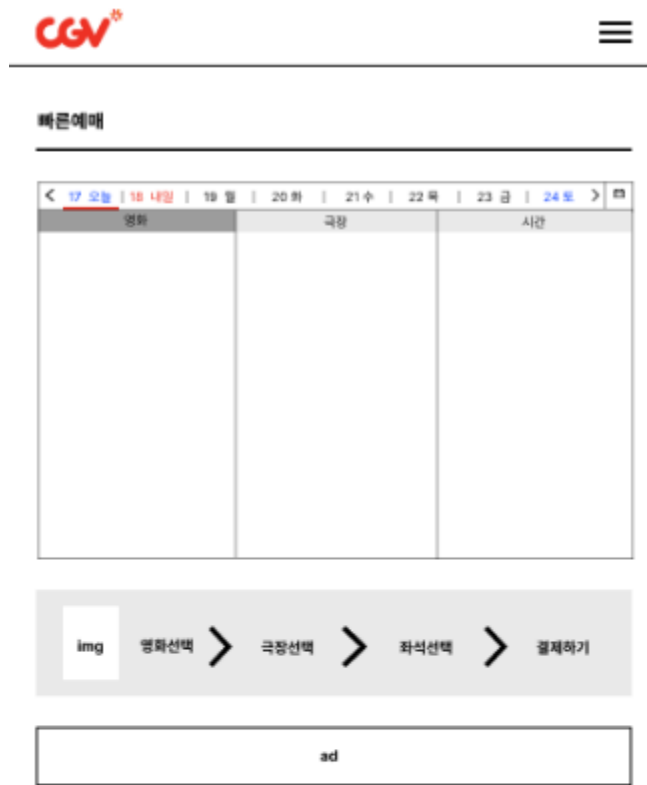 CGV
빠른예매
17 오늘 | 18 내일 | 19 월 | 20 화 | 21 수 | 22 목 | 23 금 | 24 토
영화 극장 시간
img 영화선택 극장선택 좌석선택 결제하기
ad